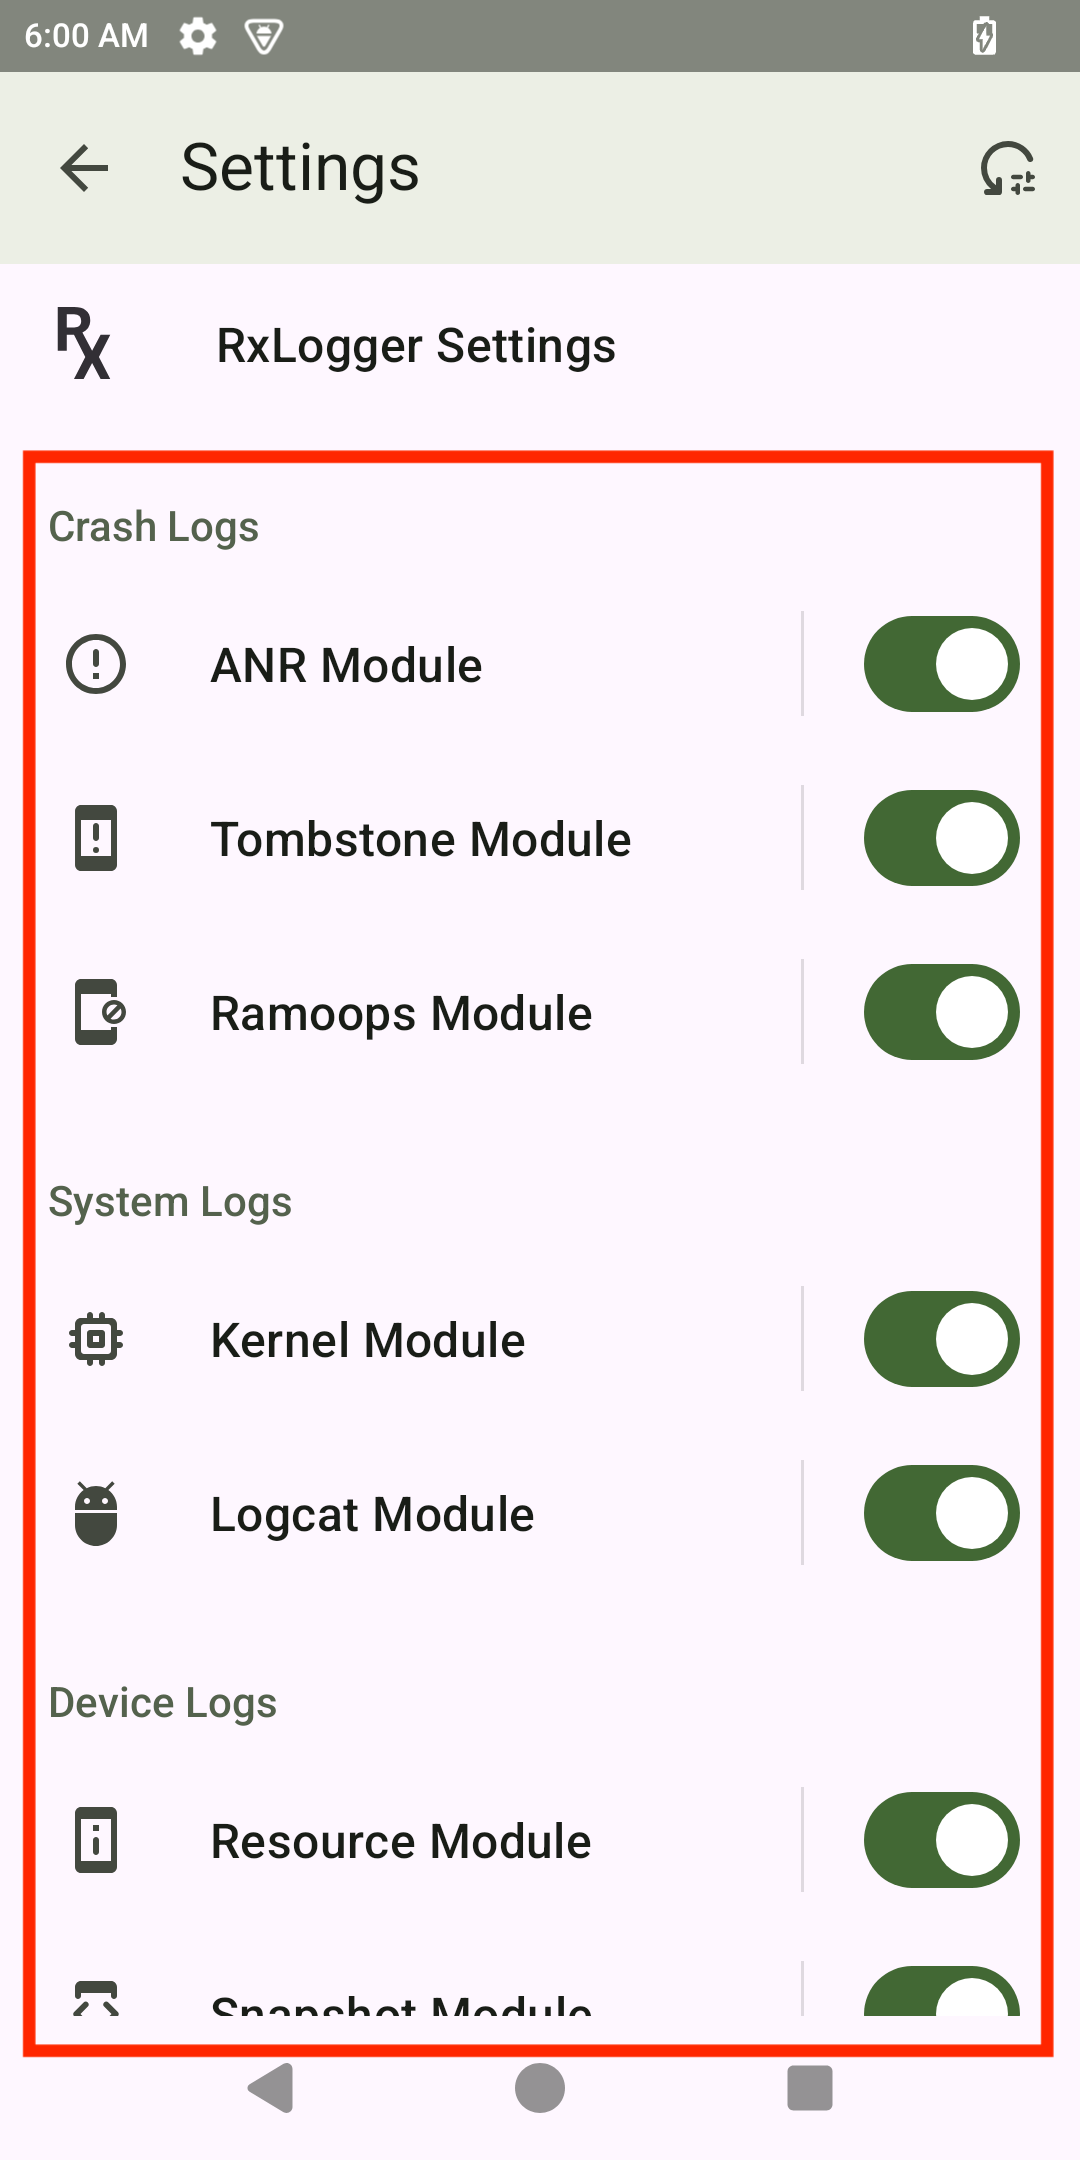 6:00 AM
Settings
Rx
RxLogger Settings
Crash Logs
ANR Module
Tombstone Module
Ramoops Module
System Logs
Kernel Module
Logcat Module
Device Logs
Resource Module
Snapshot Module